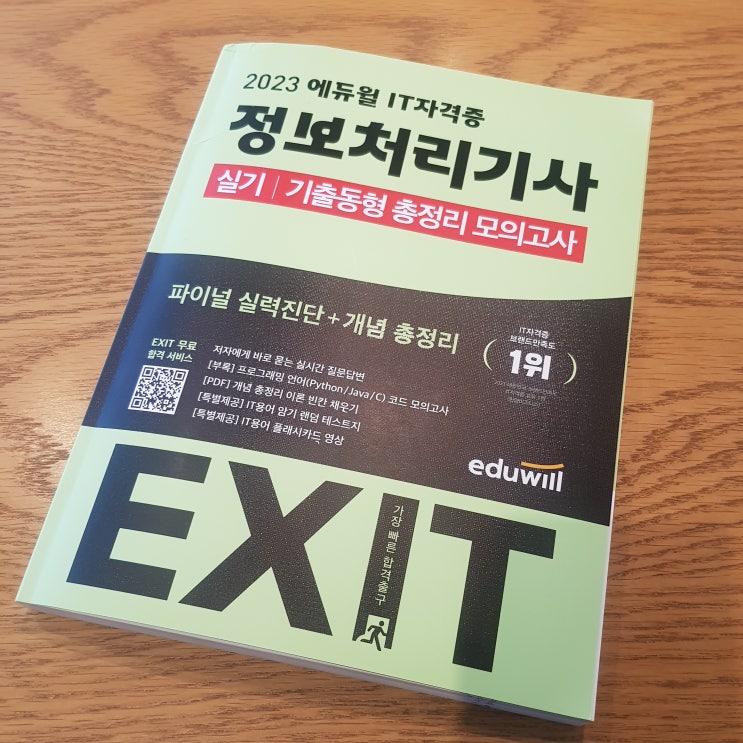 2023 에듀윌 IT자격증
정보처리기사
실기 | 기출동형 총정리 모의고사
파이널 실력진단 + 개념 총정리
IT자격증
브랜드만족도
1위
EXIT 무료
합격 서비스
저자에게 바로 묻는 실시간 질문답변
[부록] 프로그래밍 언어(Python/Java/C) 코드 모의고사
[PDF] 개념 총정리 이론 빈칸 채우기
[특별제공] IT용어 암기 랜덤 테스트지
[특별제공] IT용어 플래시카드 영상
eduwill
EXIT
가장 빠른 합격출구